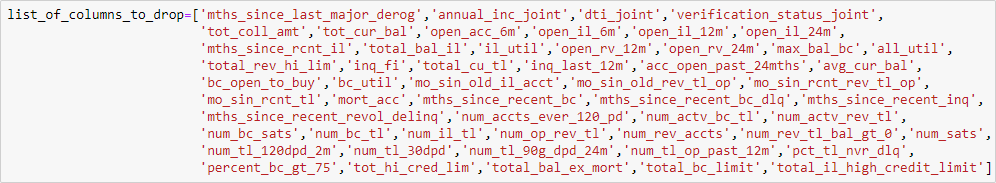 list_of_columns_to_drop=['mths_since_last_major_derog','annual_inc_joint','dti_joint','verification_status_joint',
'tot_coll_amt','tot_cur_bal','open_acc_6m','open_il_6m','open_il_12m','open_il_24m',
'mths_since_rcnt_il','total_bal_il','il_util','open_rv_12m','open_rv_24m','max_bal_bc','all_util',
'total_rev_hi_lim','inq_fi','total_cu_tl','inq_last_12m','acc_open_past_24mths','avg_cur_bal',
'bc_open_to_buy','bc_util','mo_sin_old_il_acct','mo_sin_old_rev_tl_op','mo_sin_rcnt_rev_tl_op',
'mo_sin_rcnt_tl','mort_acc','mths_since_recent_bc','mths_since_recent_bc_dlq','mths_since_recent_inq',
'mths_since_recent_revol_delinq','num_accts_ever_120_pd','num_actv_bc_tl','num_actv_rev_tl',
'num_bc_sats','num_bc_tl','num_il_tl','num_op_rev_tl','num_rev_accts','num_rev_tl_bal_gt_0','num_sats',
'num_tl_120dpd_2m','num_tl_30dpd','num_tl_90g_dpd_24m','num_tl_op_past_12m','pct_tl_nvr_dlq',
'percent_bc_gt_75','tot_hi_cred_lim','total_bal_ex_mort','total_bc_limit','total_il_high_credit_limit']